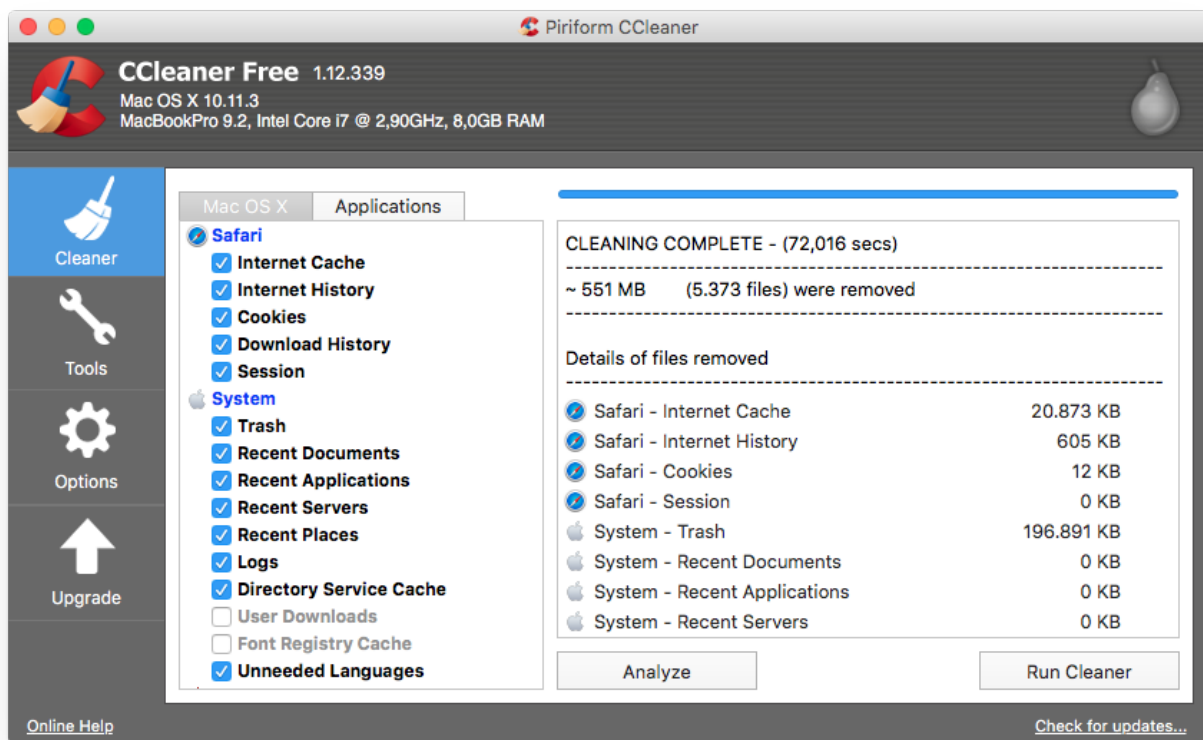 Piriform CCleaner
CCleaner Free 1.12.339
Mac OS X 10.11.3
MacBookPro 9.2, Intel Core i7 @ 2,90GHz, 8,0GB RAM
Cleaner
Tools
Options
Upgrade
Mac OS X Applications
Safari
Internet Cache
Internet History
Cookies
Download History
Session
System
Trash
Recent Documents
Recent Applications
Recent Servers
Recent Places
Logs
Directory Service Cache
User Downloads
Font Registry Cache
Unneeded Languages
CLEANING COMPLETE - (72,016 secs)
--------------------------------------------------------------------
~ 551 MB (5.373 files) were removed
--------------------------------------------------------------------
Details of files removed
--------------------------------------------------------------------
Safari - Internet Cache 20.873 KB
Safari - Internet History 605 KB
Safari - Cookies 12 KB
Safari - Session 0 KB
System - Trash 196.891 KB
System - Recent Documents 0 KB
System - Recent Applications 0 KB
System - Recent Servers 0 KB
Analyze Run Cleaner
Online Help Check for updates...